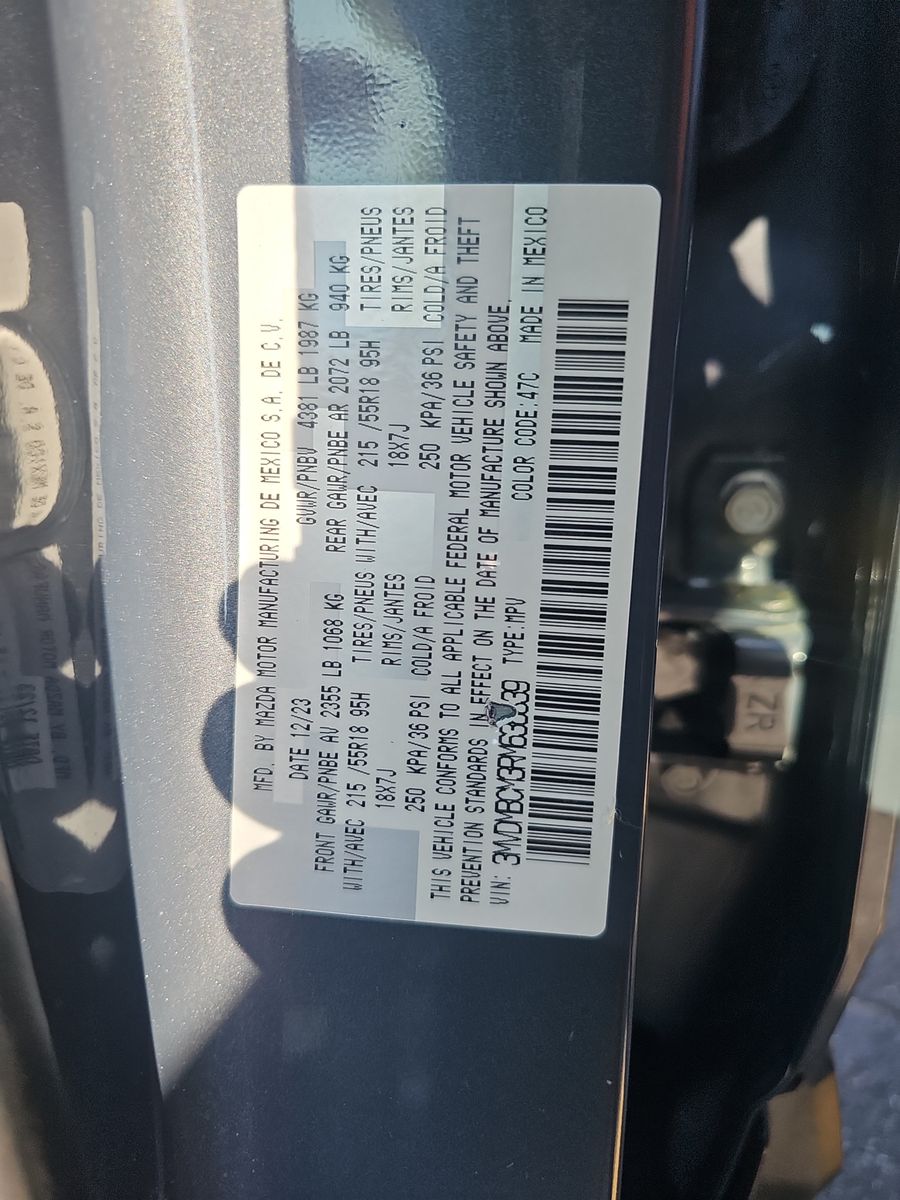 MFD. BY MAZDA MOTOR MANUFACTURING DE MEXICO S.A. DE C.V.
DATE 12/23 GVWR/PNBV 4381 LB 1987 KG
FRONT GAWR/PNBE AV 2355 LB 1068 KG REAR GAWR/PNBE AR 2072 LB 940 KG
WITH/AVEC 215 /55R18 95H TIRES/PNEUS WITH/AVEC 215 /55R18 95H TIRES/PNEUS
18X7J RIMS/JANTES 18X7J RIMS/JANTES
250 KPA/36 PSI COLD/A FROID 250 KPA/36 PSI COLD/A FROID
THIS VEHICLE CONFORMS TO ALL APPLICABLE FEDERAL MOTOR VEHICLE SAFETY AND THEFT
PREVENTION STANDARDS IN EFFECT ON THE DATE OF MANUFACTURE SHOWN ABOVE.
VIN: TYPE:MPV COLOR CODE:47C MADE IN MEXICO
ZR